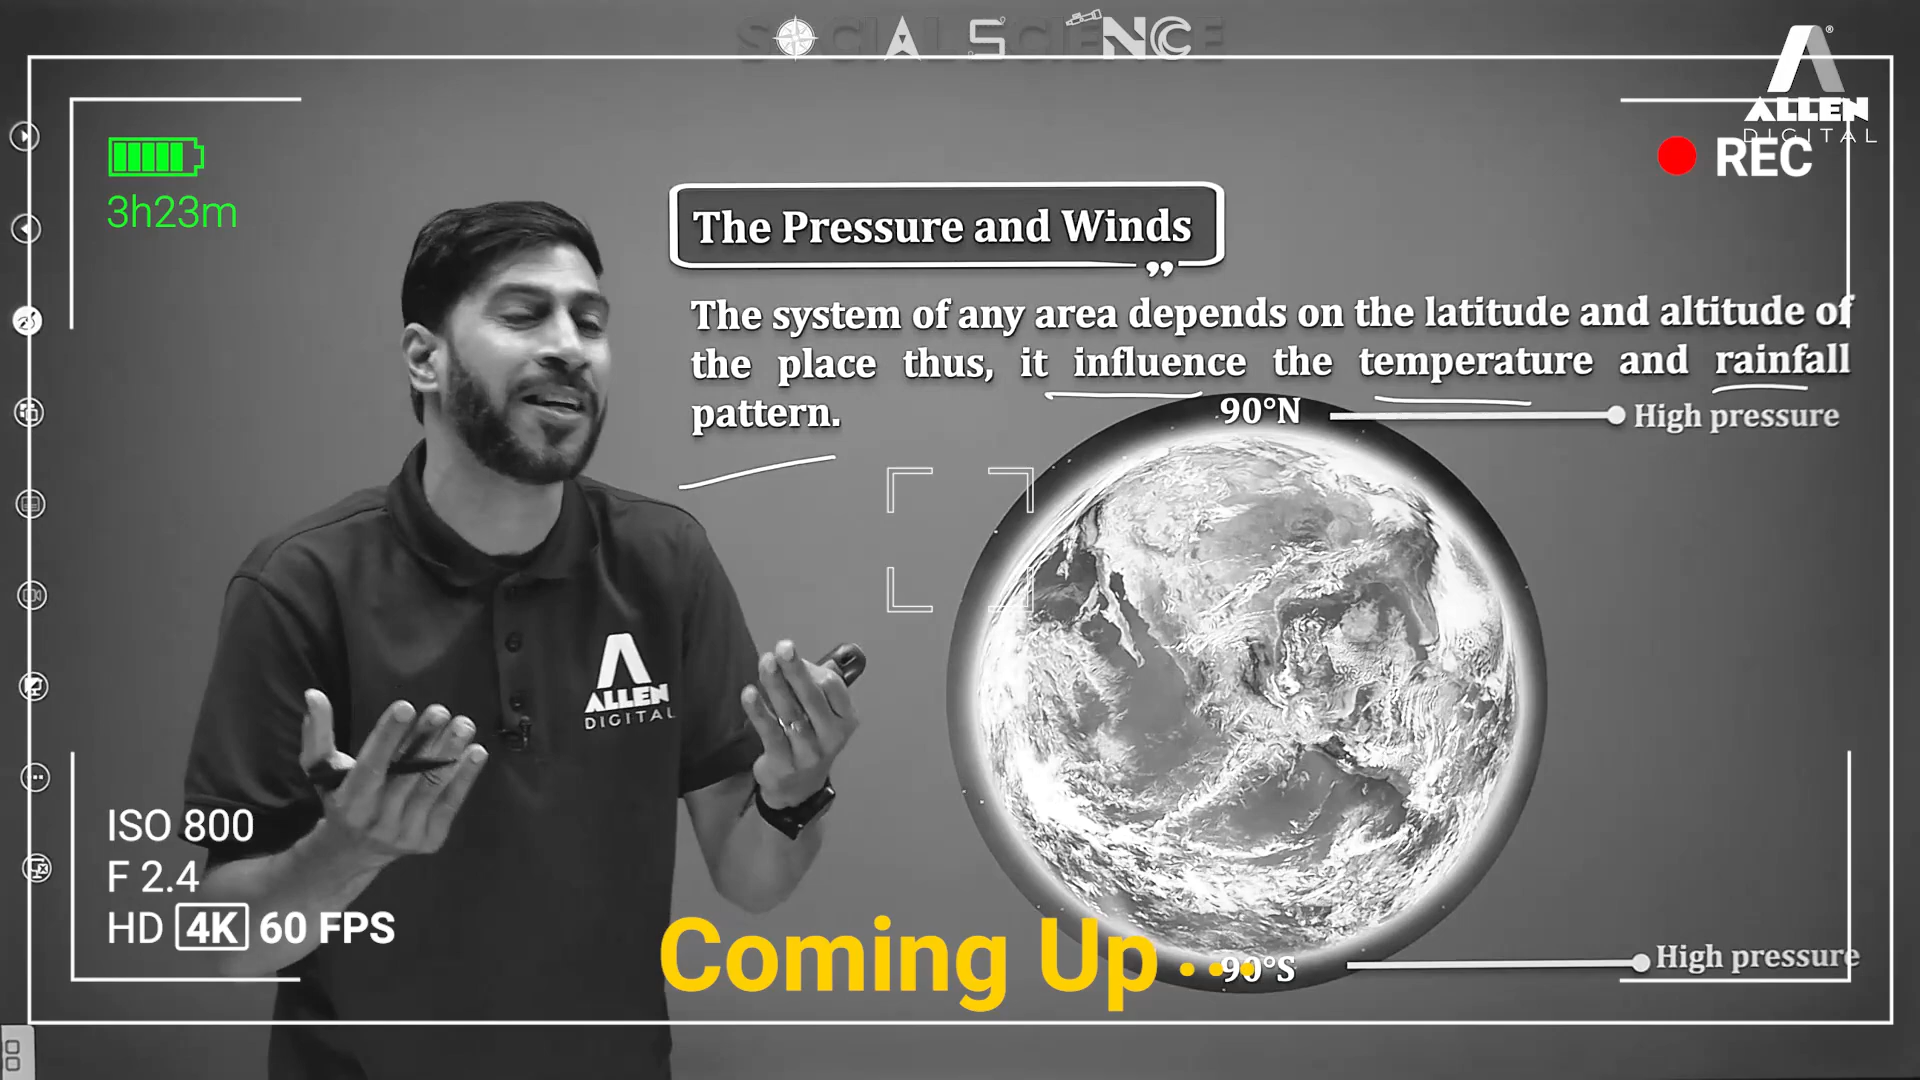 SOCIAL SCIENCE
ALLEN
DIGITAL
REC
3h23m
The Pressure and Winds
”
The system of any area depends on the latitude and altitude of
the place thus, it influence the temperature and rainfall
pattern.
90°N
High pressure
ALLEN
DIGITAL
ISO 800
F 2.4
HD 4K 60 FPS
Coming Up ...
90°S
High pressure